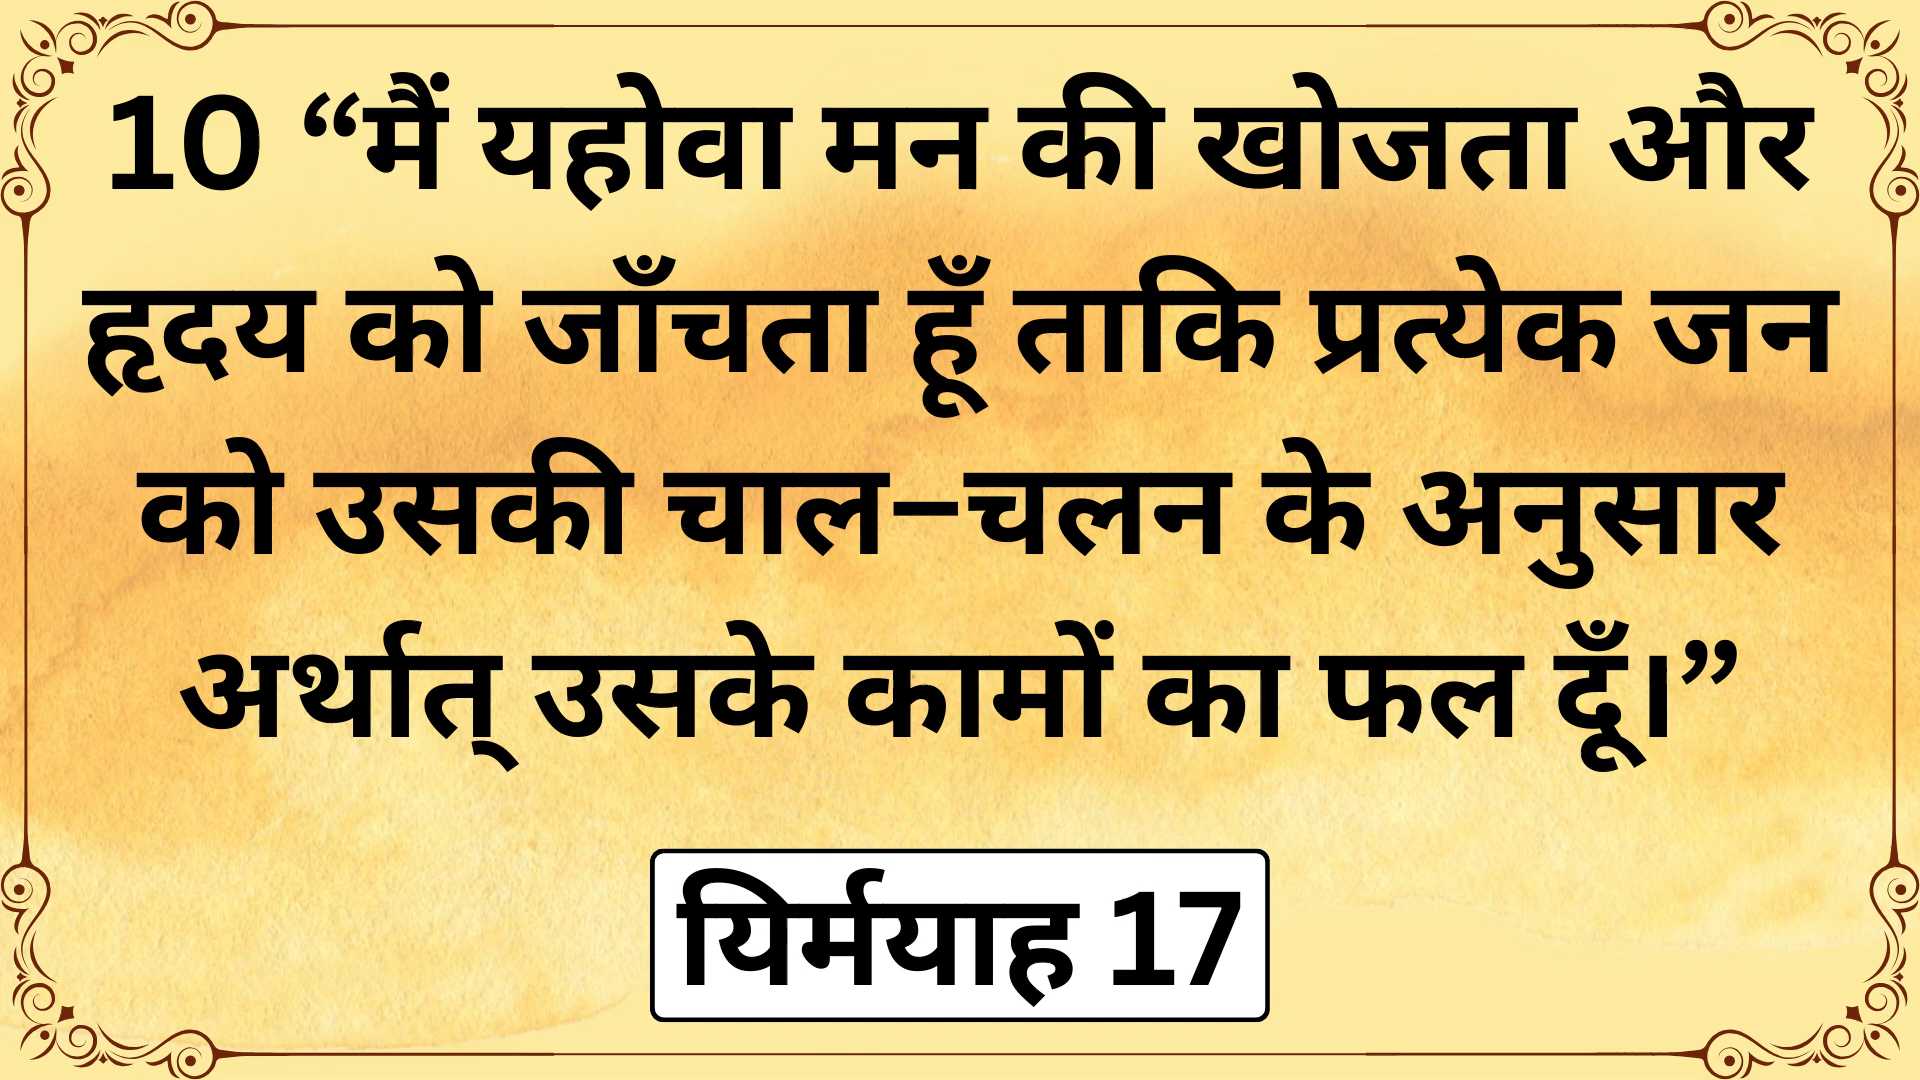 10 “मैं यहोवा मन की खोजता और
हृदय को जाँचता हूँ ताकि प्रत्येक जन
को उसकी चाल–चलन के अनुसार
अर्थात् उसके कामों का फल दूँ।”
यिर्मयाह 17